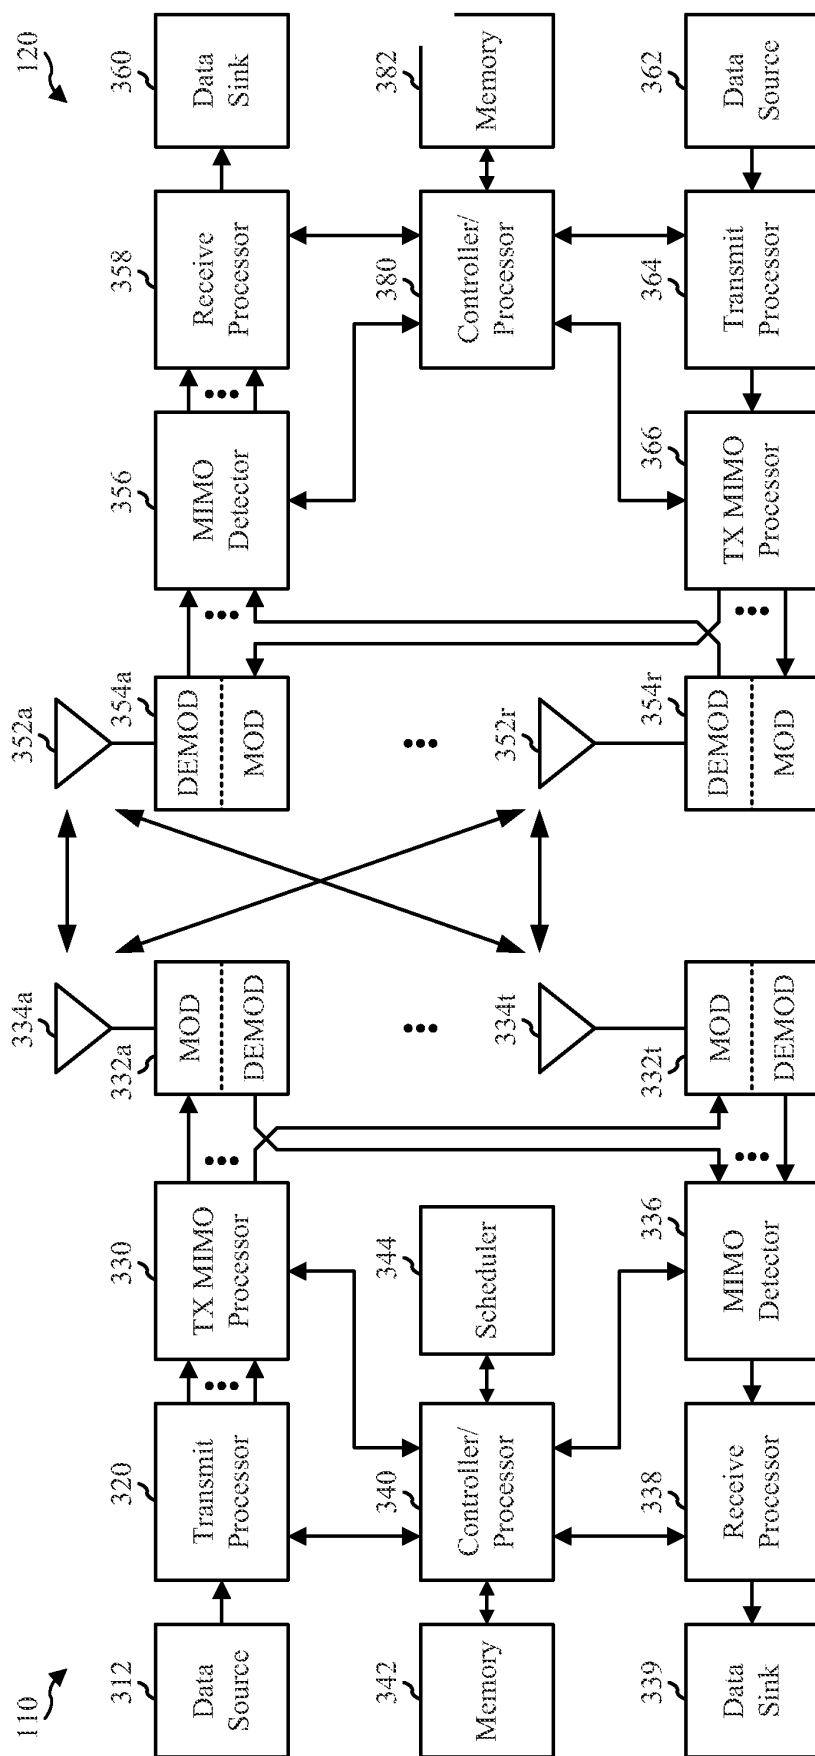 110
120
312
Data
Source
320
Transmit
Processor
330
TX MIMO
Processor
332a
MOD
DEMOD
334a
352a
354a
DEMOD
MOD
356
MIMO
Detector
358
Receive
Processor
360
Data
Sink
342
Memory
340
Controller/
Processor
344
Scheduler
380
Controller/
Processor
382
Memory
339
Data
Sink
338
Receive
Processor
336
MIMO
Detector
332t
MOD
DEMOD
334t
352r
354r
DEMOD
MOD
366
TX MIMO
Processor
364
Transmit
Processor
362
Data
Source